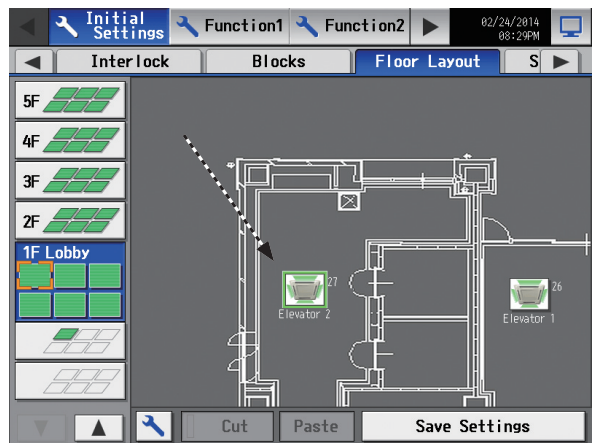 Initial
Settings
Function1
Function2
02/24/2014
08:29PM
Interlock
Blocks
Floor Layout
S
5F
4F
3F
2F
1F Lobby
27
Elevator 2
26
Elevator 1
Cut
Paste
Save Settings